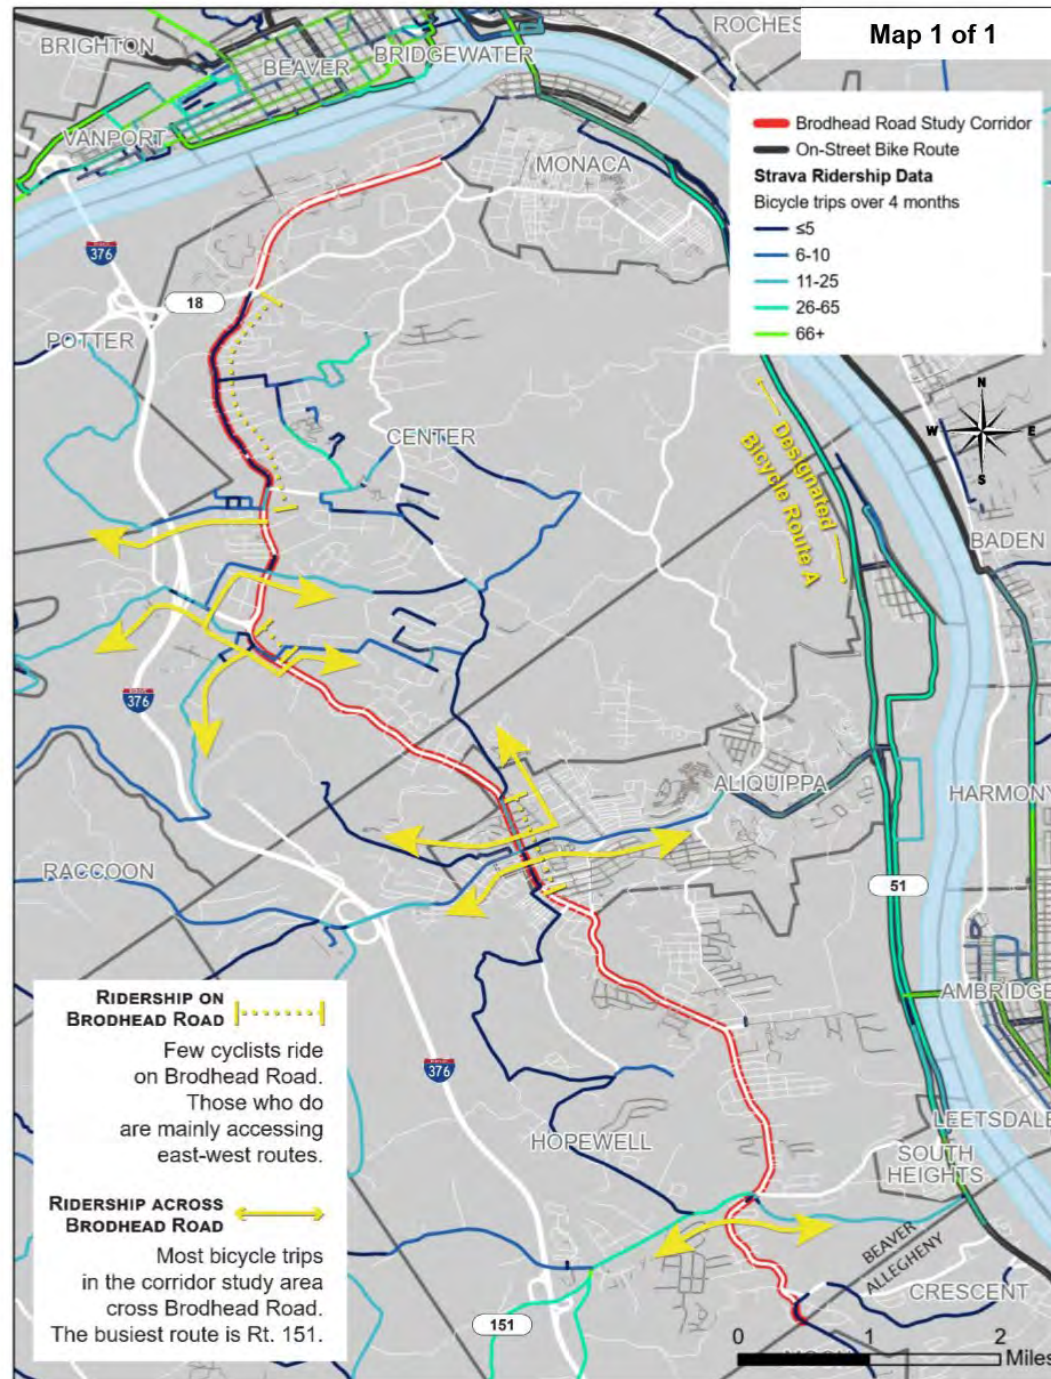 Map 1 of 1
BRIGHTON
BEAVER
BRIDGEWATER
ROCHES
VANPORT
MONACA
Brodhead Road Study Corridor
On-Street Bike Route
Strava Ridership Data
Bicycle trips over 4 months
≤5
6-10
11-25
26-65
66+
376
18
POTTER
CENTER
N
W
E
S
Designated
Bicycle Route A
BADEN
376
ALIQUIPPA
HARMONY
RACCOON
51
AMBRIDGE
RIDERSHIP ON
BRODHEAD ROAD
Few cyclists ride
on Brodhead Road.
Those who do
are mainly accessing
east-west routes.
376
HOPEWELL
LEETSDALE
SOUTH
HEIGHTS
RIDERSHIP ACROSS
BRODHEAD ROAD
Most bicycle trips
in the corridor study area
cross Brodhead Road.
The busiest route is Rt. 151.
BEAVER
ALLEGHENY
CRESCENT
151
0 1 2
Miles
MOON